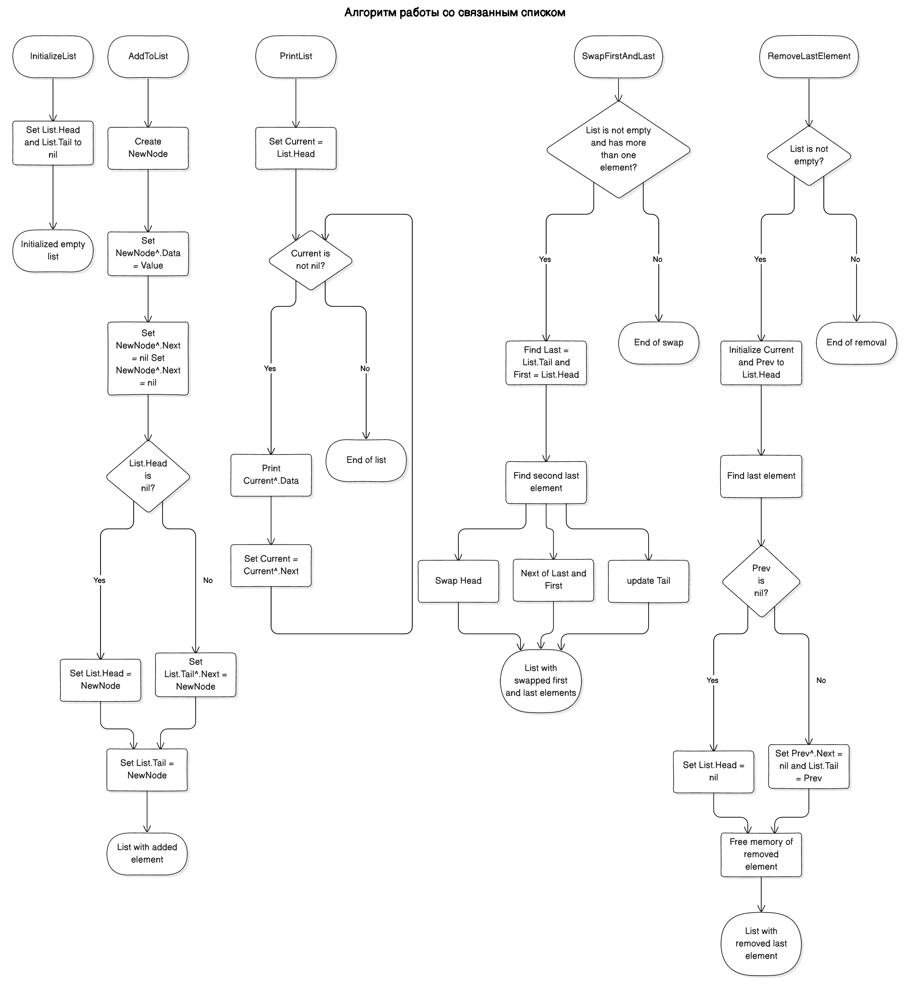 Алгоритм работы со связанным списком
InitializeList
Set List.Head
and List.Tail to
nil
Initialized empty
list
AddToList
Create
NewNode
Set
NewNode^.Data
= Value
Set
NewNode^.Next
= nil Set
NewNode^.Next
= nil
List.Head
is
nil?
Yes
No
Set List.Head =
NewNode
Set
List.Tail^.Next =
NewNode
Set List.Tail =
NewNode
List with added
element
PrintList
Set Current =
List.Head
Current is
not nil?
Yes
No
Print
Current^.Data
End of list
Set Current =
Current^.Next
SwapFirstAndLast
List is not empty
and has more
than one
element?
Yes
No
Find Last =
List.Tail and
First = List.Head
End of swap
Find second last
element
Swap Head
Next of Last and
First
update Tail
List with
swapped first
and last elements
RemoveLastElement
List is not
empty?
Yes
No
Initialize Current
and Prev to
List.Head
End of removal
Find last element
Prev
is
nil?
Yes
No
Set List.Head =
nil
Set Prev^.Next =
nil and List.Tail
= Prev
Free memory of
removed
element
List with
removed last
element